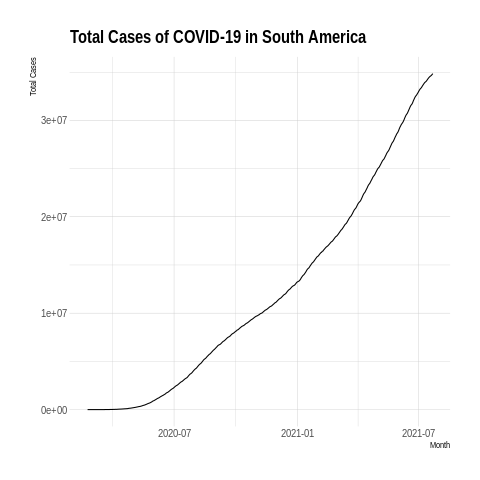 Total Cases of COVID-19 in South America
Total Cases
3e+07
2e+07
1e+07
0e+00
2020-07 2021-01 2021-07
Month